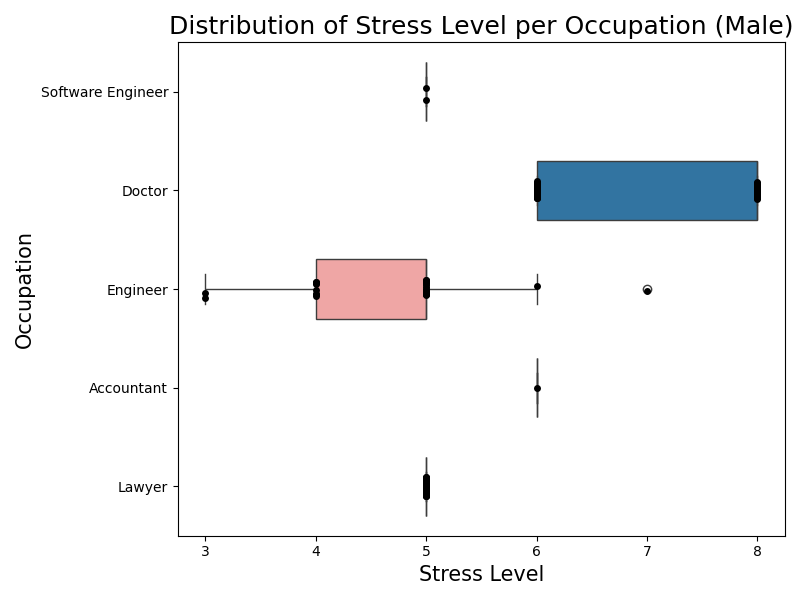 Distribution of Stress Level per Occupation (Male)
Occupation
Software Engineer
Doctor
Engineer
Accountant
Lawyer
3 4 5 6 7 8
Stress Level